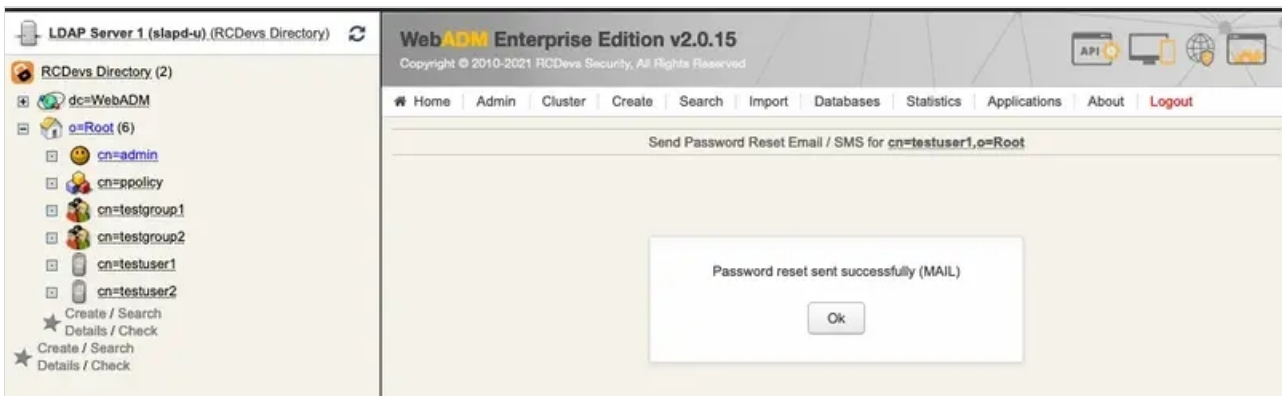 LDAP Server 1 (slapd-u) (RCDevs Directory)
RCDevs Directory (2)
dc=WebADM
o=Root (6)
cn=admin
cn=ppolicy
cn=testgroup1
cn=testgroup2
cn=testuser1
cn=testuser2
Create / Search
Details / Check
Create / Search
Details / Check
WebADM Enterprise Edition v2.0.15
Copyright © 2010-2021 RCDevs Security, All Rights Reserved
API
Home Admin Cluster Create Search Import Databases Statistics Applications About Logout
Send Password Reset Email / SMS for cn=testuser1,o=Root
Password reset sent successfully (MAIL)
Ok